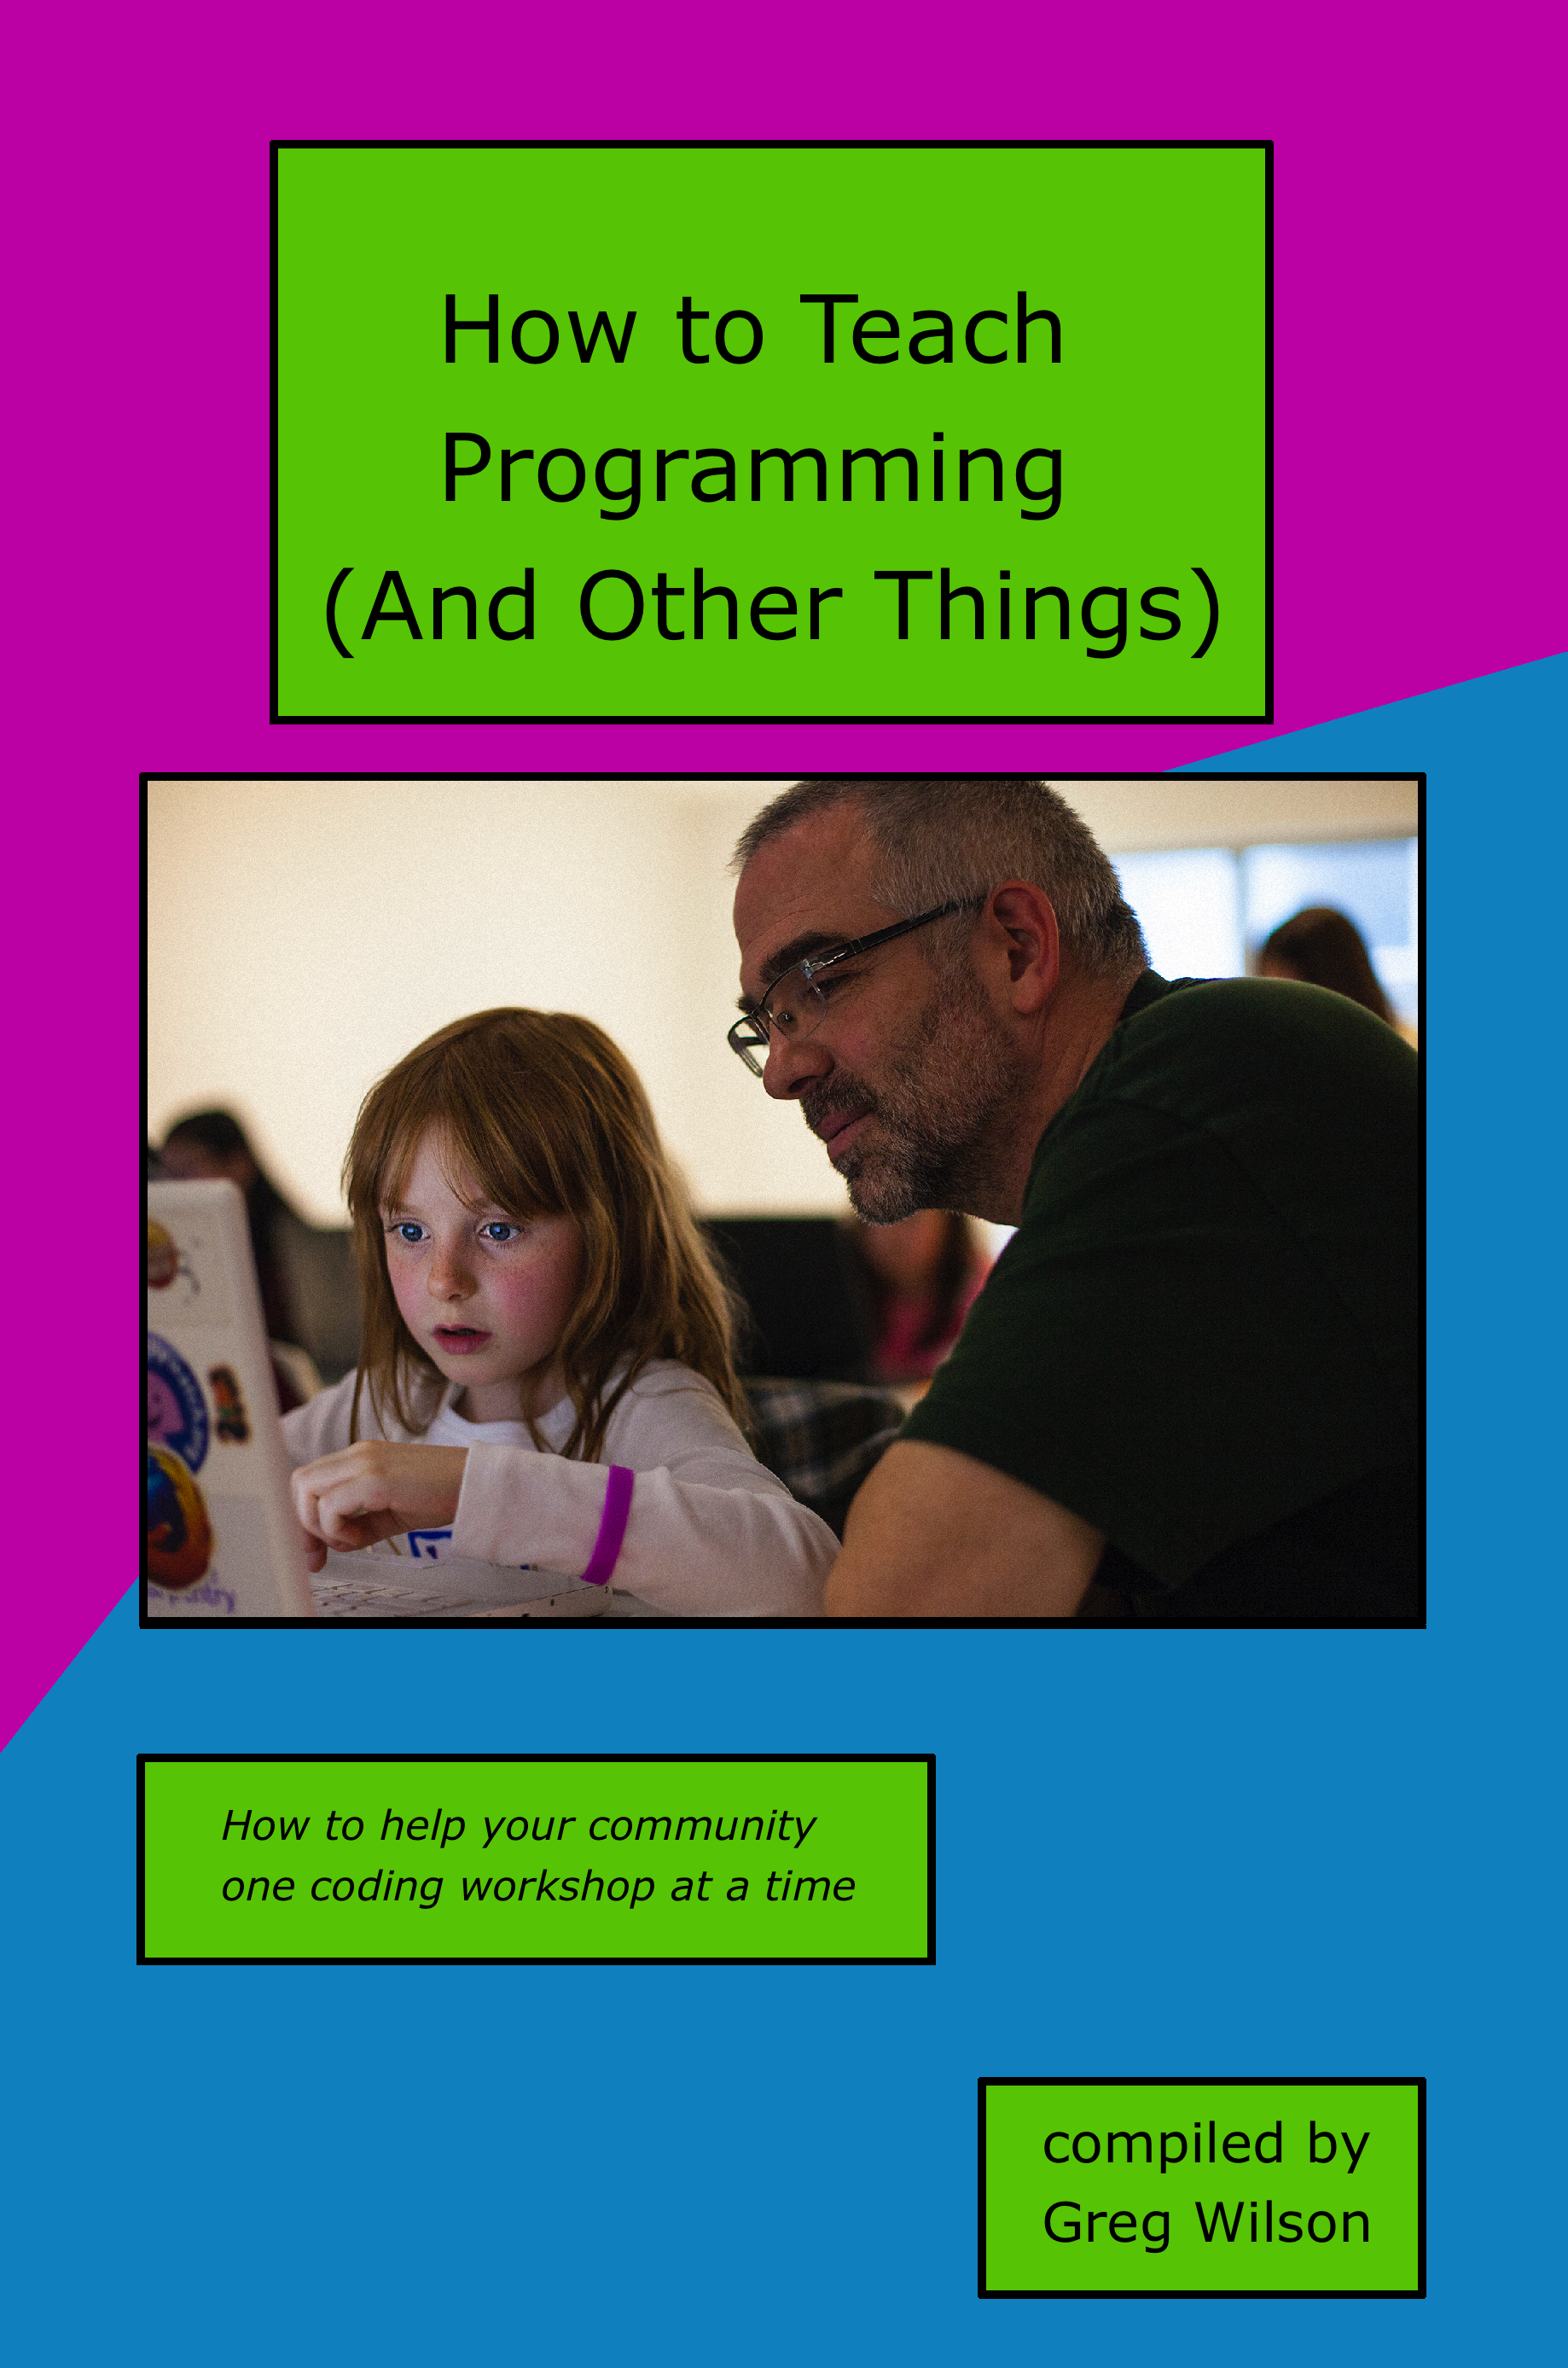 How to Teach
Programming
(And Other Things)
How to help your community
one coding workshop at a time
compiled by
Greg Wilson